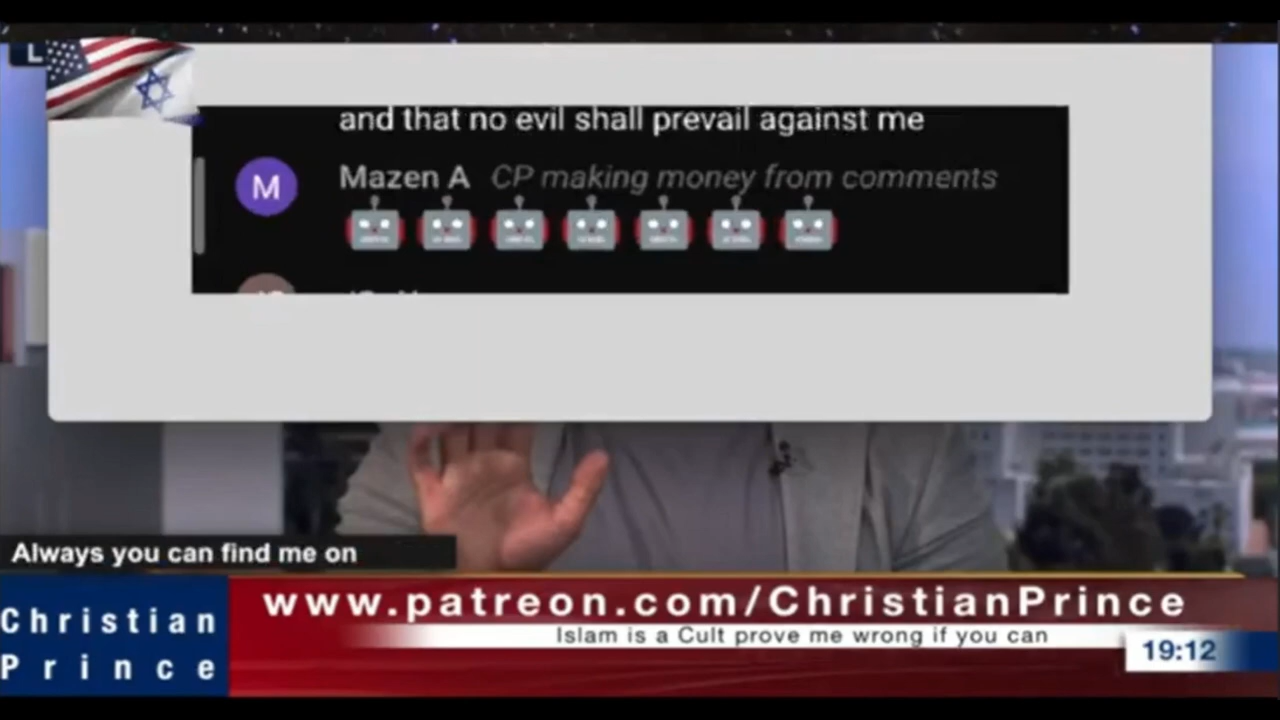 L
and that no evil shall prevail against me
M
Mazen A CP making money from comments
Always you can find me on
Christian
Prince
www.patreon.com/ChristianPrince
Islam is a Cult prove me wrong if you can
19:12